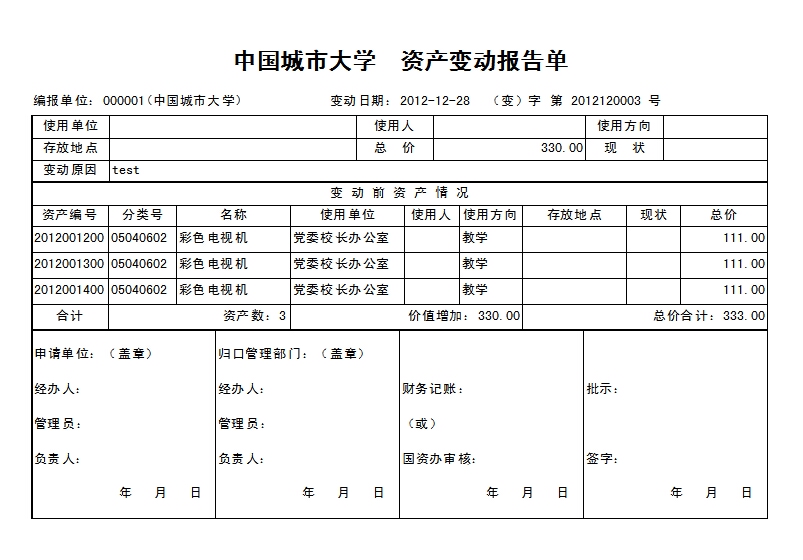 中国城市大学 资产变动报告单
编报单位：000001(中国城市大学) 变动日期：2012-12-28 （变）字 第 2012120003 号
使用单位 使用人 使用方向
存放地点 总 价 330.00 现 状
变动原因 test
变 动 前 资 产 情 况
资产编号 分类号 名称 使用单位 使用人 使用方向 存放地点 现状 总价
2012001200 05040602 彩色电视机 党委校长办公室 教学 111.00
2012001300 05040602 彩色电视机 党委校长办公室 教学 111.00
2012001400 05040602 彩色电视机 党委校长办公室 教学 111.00
合计 资产数：3 价值增加：330.00 总价合计：333.00
申请单位：（盖章） 归口管理部门：（盖章）
经办人： 经办人： 财务记账： 批示：
管理员： 管理员： （或）
负责人： 负责人： 国资办审核： 签字：
年 月 日 年 月 日 年 月 日 年 月 日